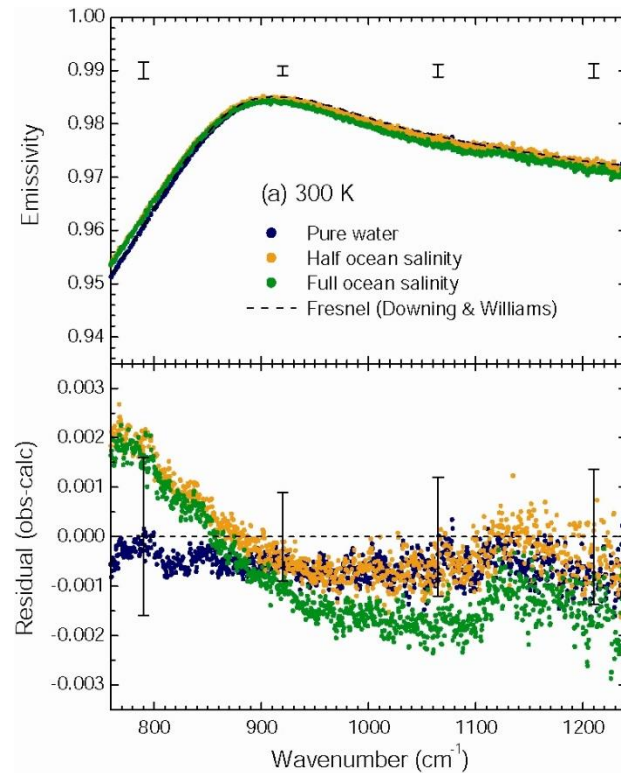 1.00
0.99
0.98
0.97
0.96
0.95
0.94
Emissivity
(a) 300 K
Pure water
Half ocean salinity
Full ocean salinity
Fresnel (Downing & Williams)
0.003
0.002
0.001
0.000
-0.001
-0.002
-0.003
Residual (obs-calc)
800 900 1000 1100 1200
Wavenumber (cm⁻¹)